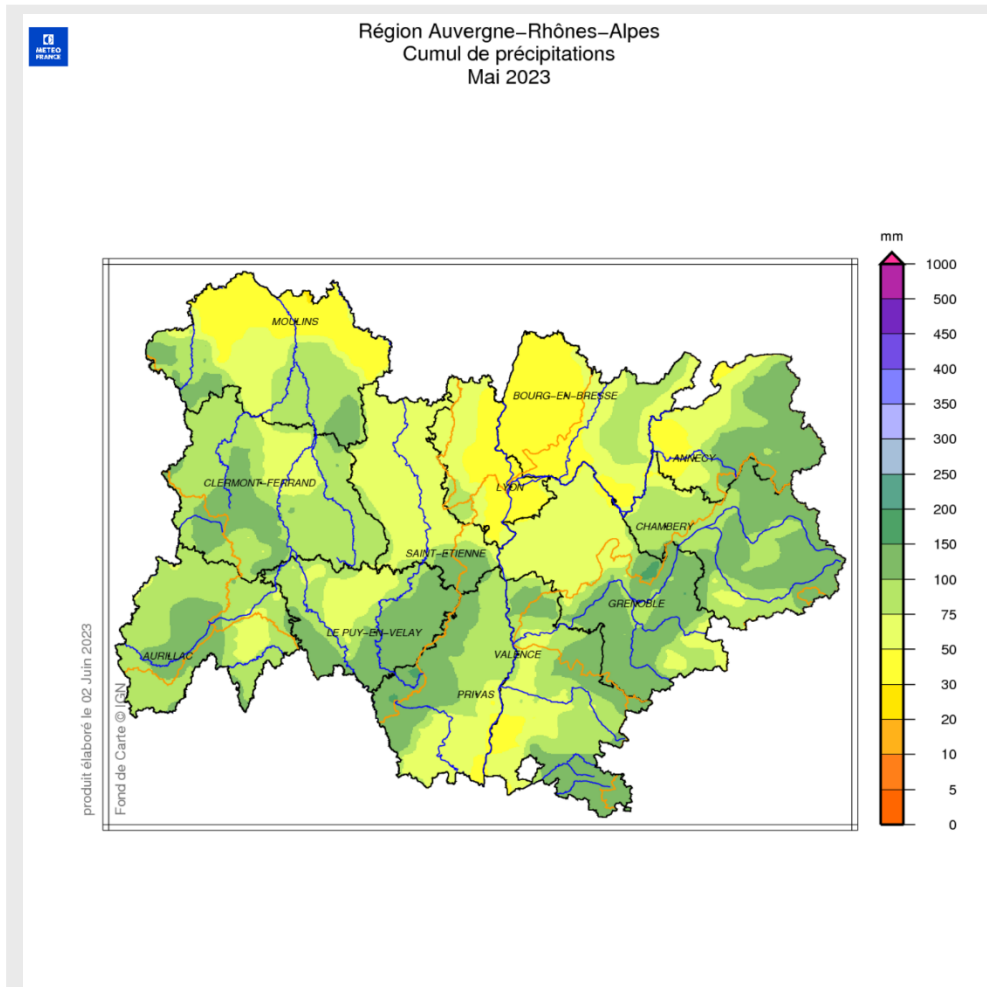 METEO
FRANCE
Région Auvergne−Rhônes−Alpes
Cumul de précipitations
Mai 2023
mm
1000
500
450
400
350
300
250
200
150
100
75
50
30
20
10
5
0
MOULINS
BOURG−EN−BRESSE
ANNECY
CLERMONT−FERRAND
LYON
CHAMBERY
SAINT−ETIENNE
GRENOBLE
LE PUY−EN−VELAY
AURILLAC
VALENCE
PRIVAS
produit élaboré le 02 Juin 2023
Fond de Carte © IGN